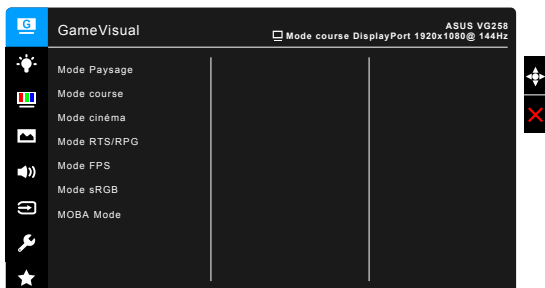 G
GameVisual
ASUS VG258
Mode course DisplayPort 1920x1080@ 144Hz
Mode Paysage
Mode course
Mode cinéma
Mode RTS/RPG
Mode FPS
Mode sRGB
MOBA Mode